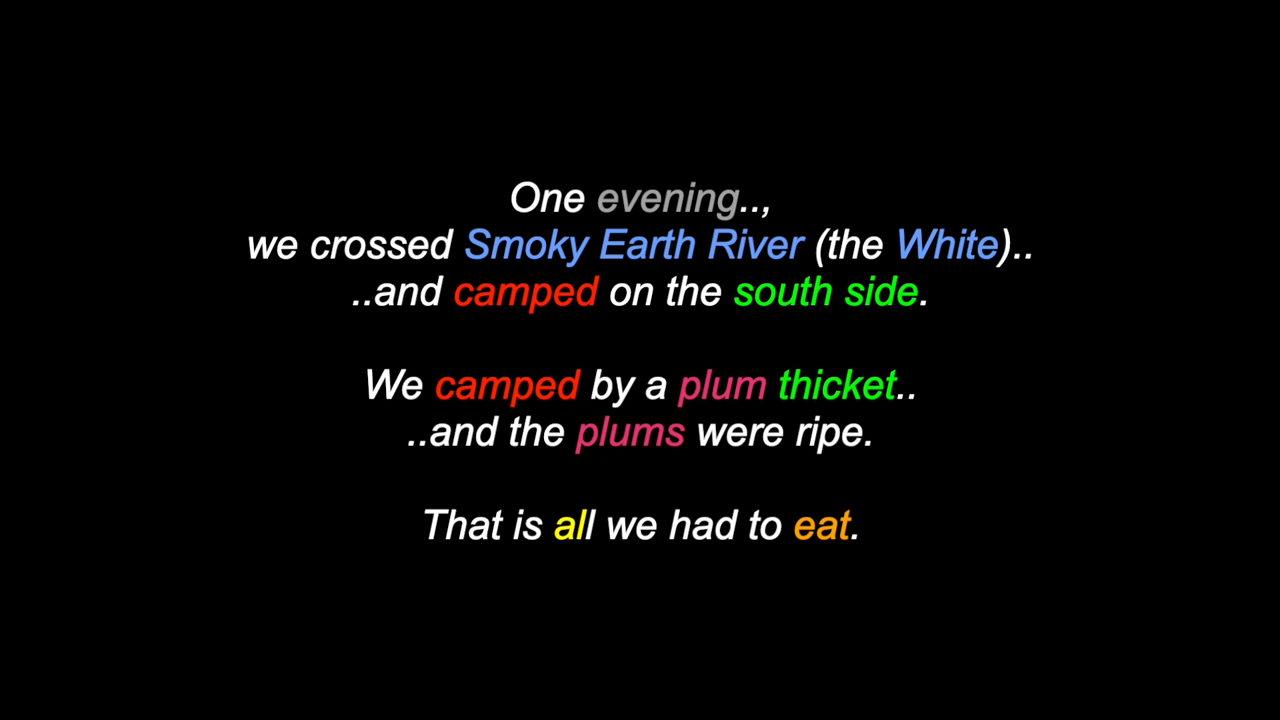 One evening..,
we crossed Smoky Earth River (the White)..
..and camped on the south side.
We camped by a plum thicket..
..and the plums were ripe.
That is all we had to eat.